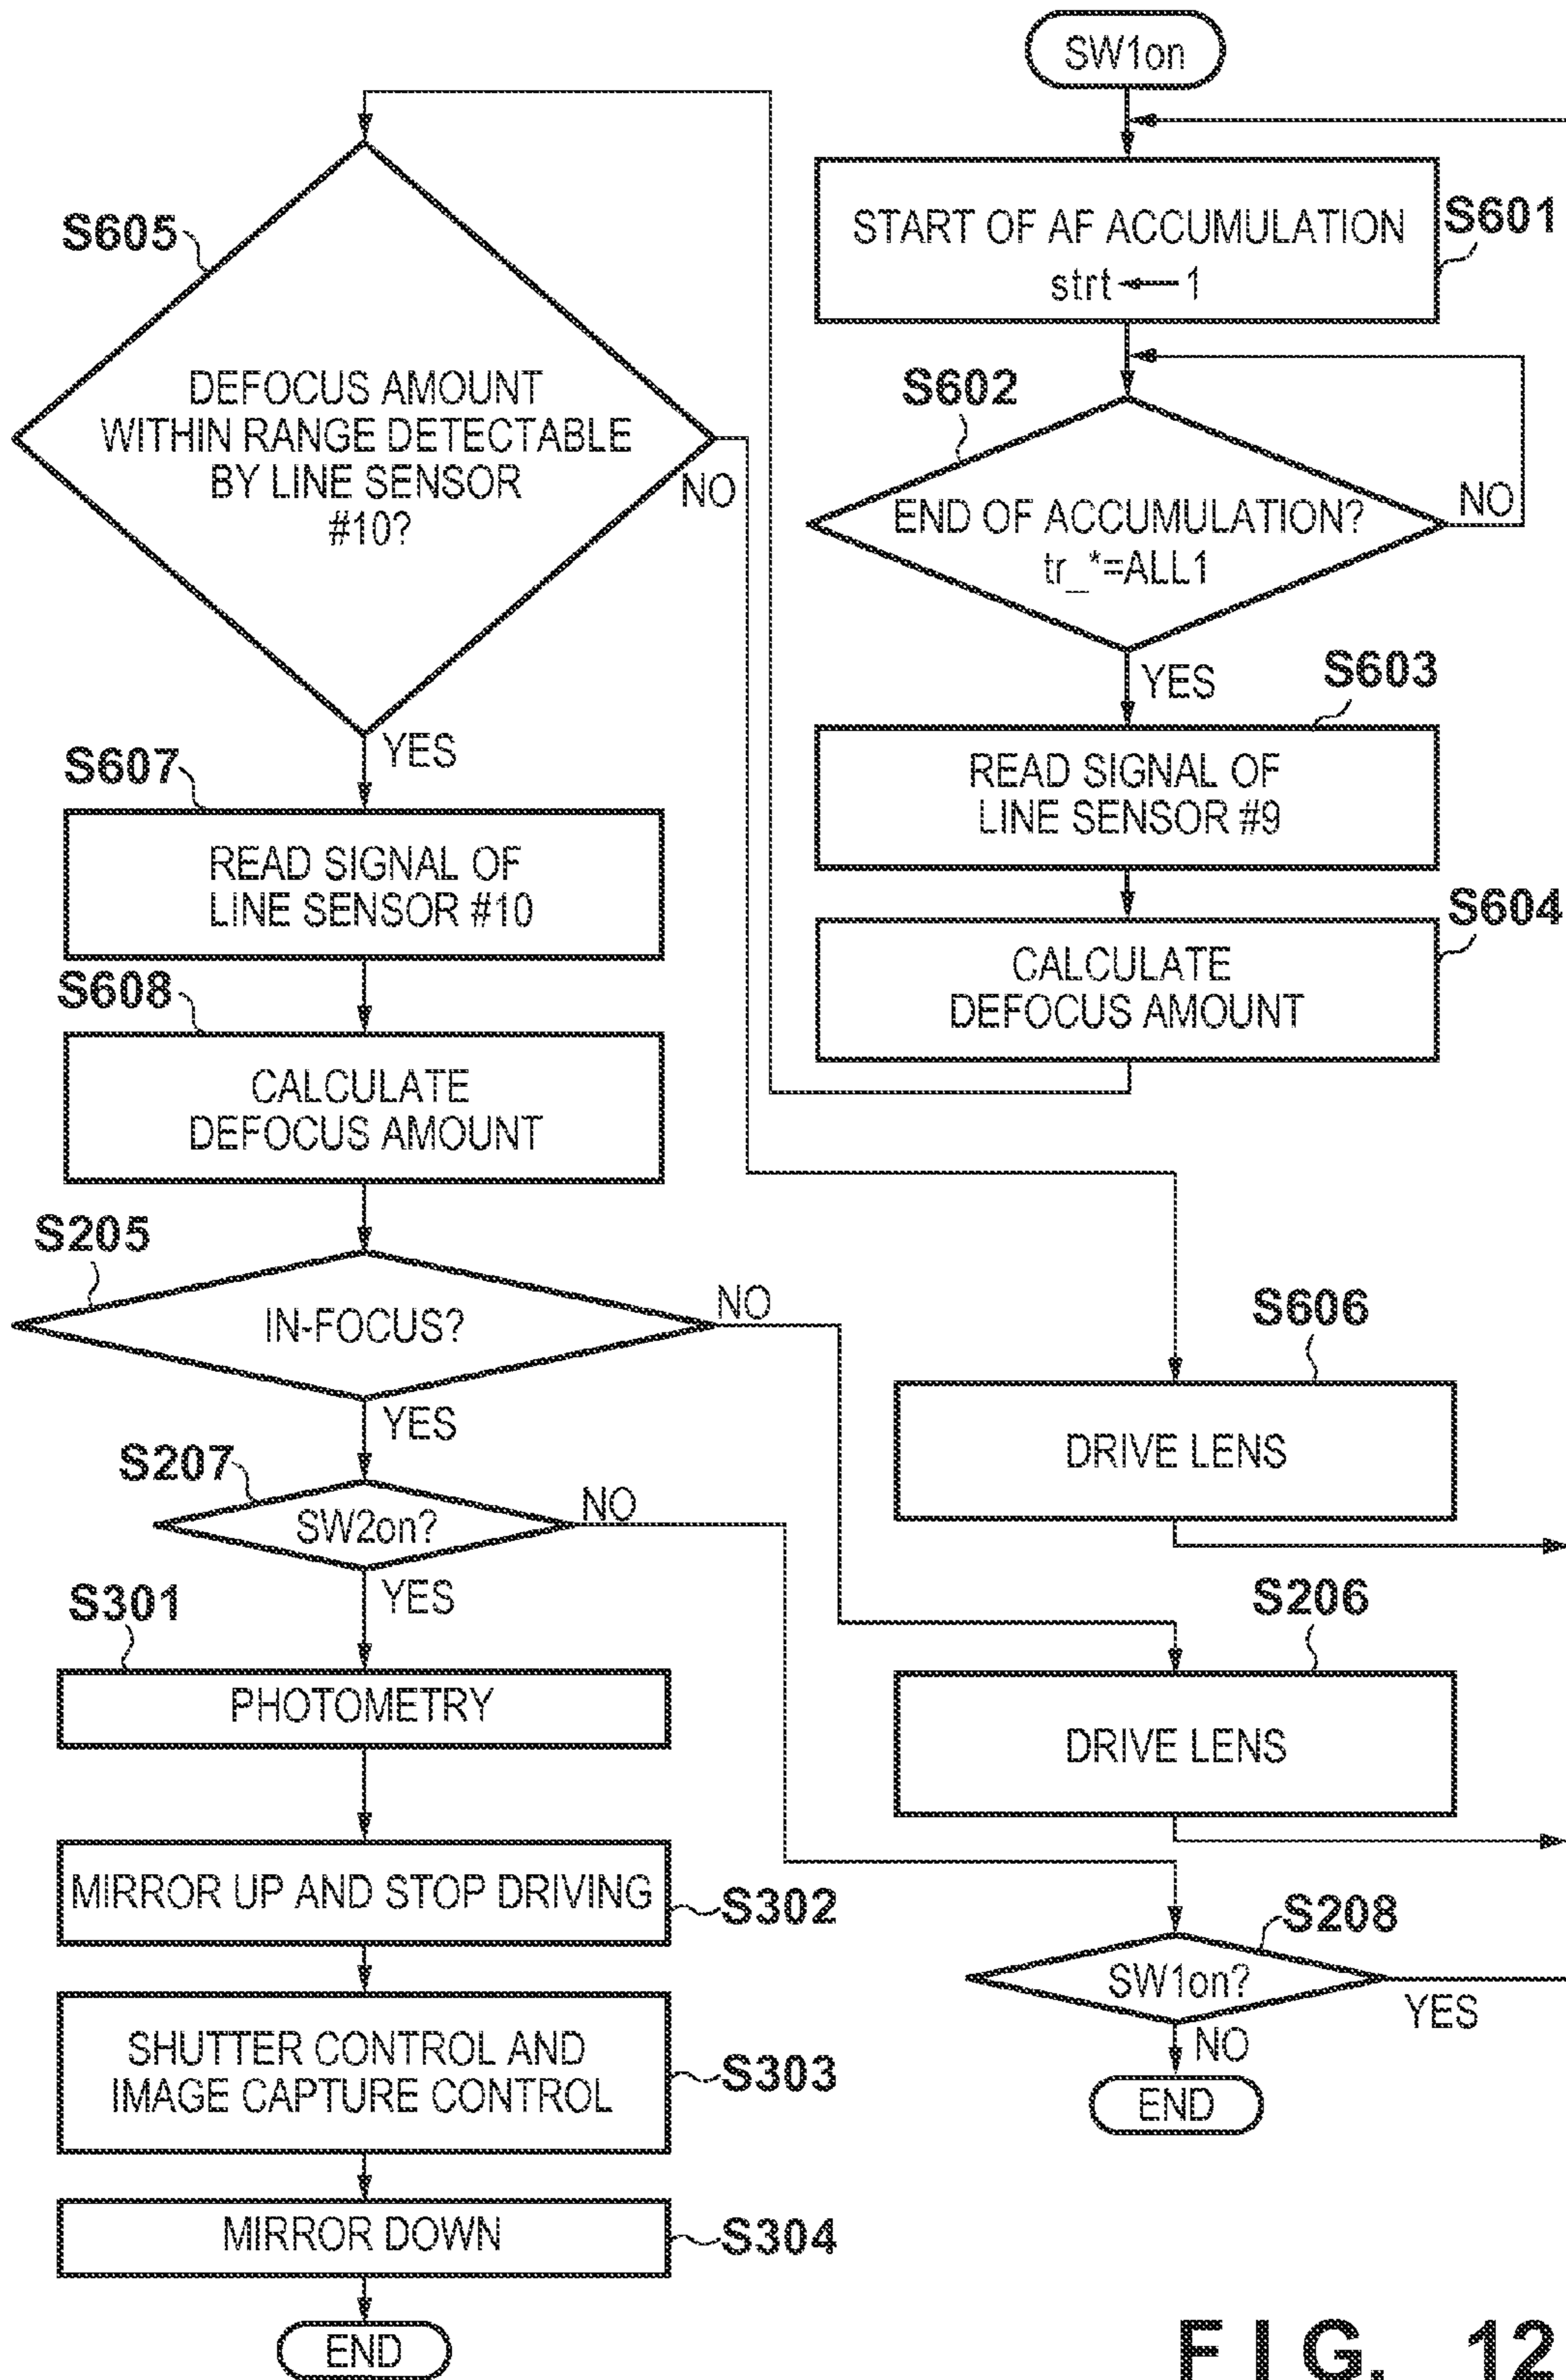 SW1on
START OF AF ACCUMULATION
strt ← 1
S601
S602
END OF ACCUMULATION?
tr_*=ALL1
NO
YES
S603
READ SIGNAL OF
LINE SENSOR #9
S604
CALCULATE
DEFOCUS AMOUNT
S605
DEFOCUS AMOUNT
WITHIN RANGE DETECTABLE
BY LINE SENSOR
#10?
NO
YES
S607
READ SIGNAL OF
LINE SENSOR #10
S608
CALCULATE
DEFOCUS AMOUNT
S205
IN-FOCUS?
NO
YES
S606
DRIVE LENS
S207
SW2on?
NO
YES
S206
DRIVE LENS
S301
PHOTOMETRY
MIRROR UP AND STOP DRIVING
S302
S208
SW1on?
YES
NO
END
SHUTTER CONTROL AND
IMAGE CAPTURE CONTROL
S303
MIRROR DOWN
S304
END
FIG. 12